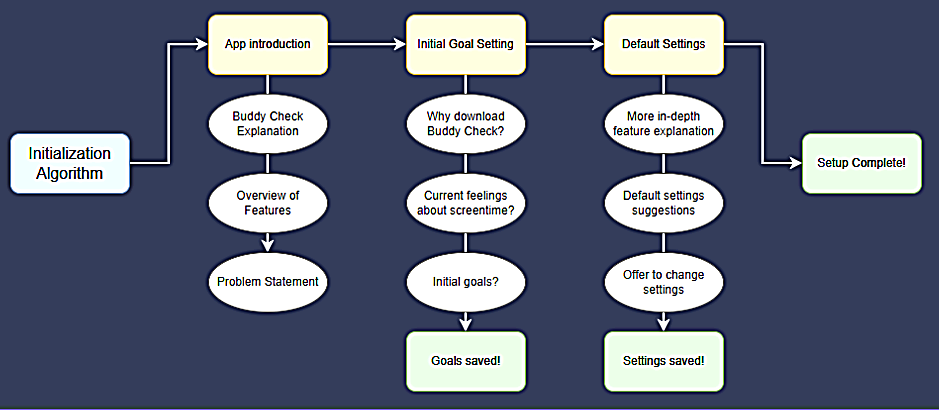 Initialization
Algorithm
App introduction
Buddy Check
Explanation
Overview of
Features
Problem Statement
Initial Goal Setting
Why download
Buddy Check?
Current feelings
about screentime?
Initial goals?
Goals saved!
Default Settings
More in-depth
feature explanation
Default settings
suggestions
Offer to change
settings
Settings saved!
Setup Complete!